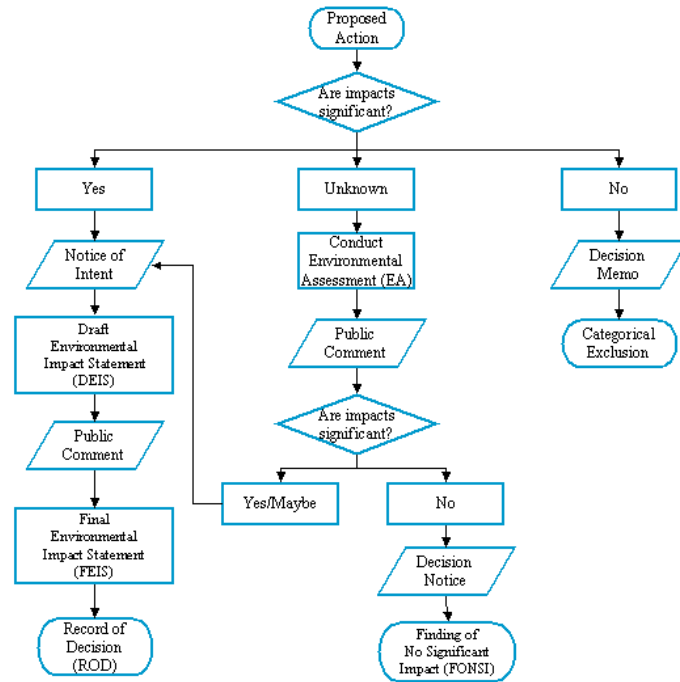 Proposed
Action
Are impacts
significant?
Yes
Unknown
No
Notice of
Intent
Conduct
Environmental
Assessment (EA)
Decision
Memo
Draft
Environmental
Impact Statement
(DEIS)
Public
Comment
Categorical
Exclusion
Public
Comment
Are impacts
significant?
Yes/Maybe
No
Final
Environmental
Impact Statement
(FEIS)
Decision
Notice
Record of
Decision
(ROD)
Finding of
No Significant
Impact (FONSI)